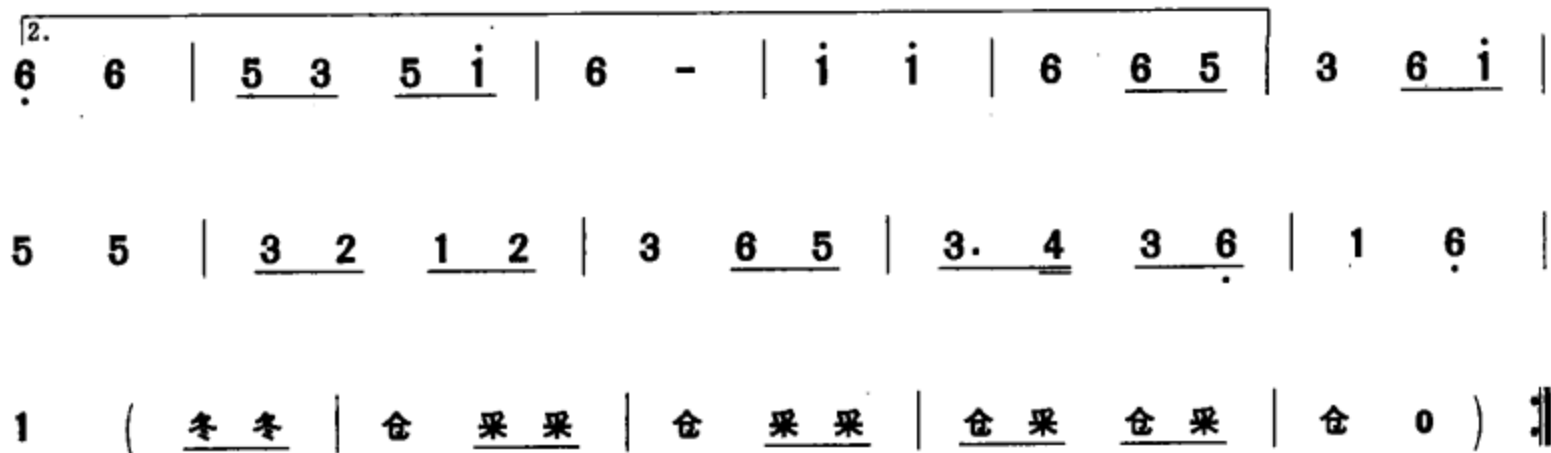 2.
6̣ 6 | 5 3 5 i̇ | 6 - | i̇ i̇ | 6 6 5 | 3 6 i̇ |
5 5 | 3 2 1 2 | 3 6 5 | 3. 4 3 6̣ | 1 6̣ |
1 ( 冬 冬 | 仓 采 采 | 仓 采 采 | 仓 采 仓 采 | 仓 0 ) :‖